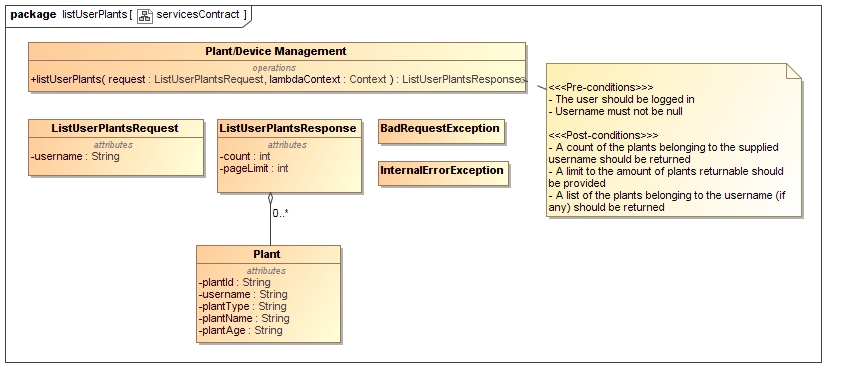 package listUserPlants [ servicesContract ]
Plant/Device Management
operations
+listUserPlants( request : ListUserPlantsRequest, lambdaContext : Context ) : ListUserPlantsResponse
<<<Pre-conditions>>>
- The user should be logged in
- Username must not be null
<<<Post-conditions>>>
- A count of the plants belonging to the supplied
username should be returned
- A limit to the amount of plants returnable should
be provided
- A list of the plants belonging to the username (if
any) should be returned
ListUserPlantsRequest
attributes
-username : String
ListUserPlantsResponse
attributes
-count : int
-pageLimit : int
BadRequestException
InternalErrorException
0..*
Plant
attributes
-plantId : String
-username : String
-plantType : String
-plantName : String
-plantAge : String